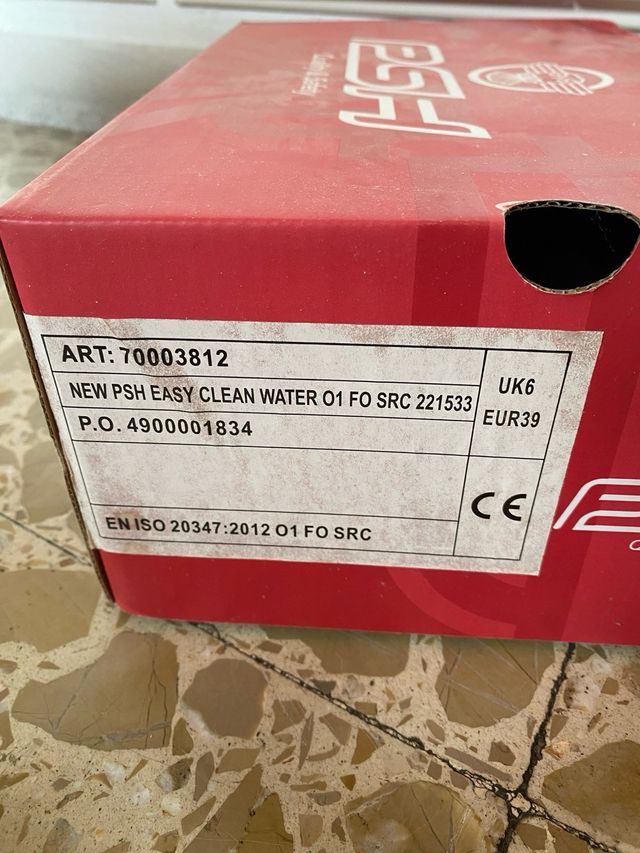 PSH
ART: 70003812
NEW PSH EASY CLEAN WATER O1 FO SRC 221533
P.O. 4900001834
EN ISO 20347:2012 O1 FO SRC
UK6
EUR39
CE